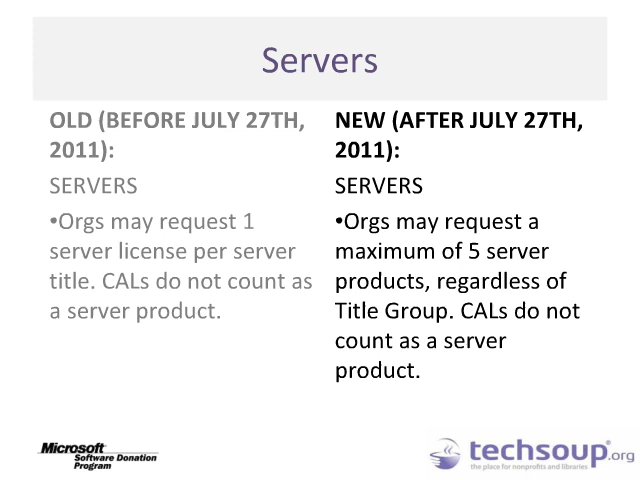 Servers
OLD (BEFORE JULY 27TH,
2011):
SERVERS
•Orgs may request 1
server license per server
title. CALs do not count as
a server product.
NEW (AFTER JULY 27TH,
2011):
SERVERS
•Orgs may request a
maximum of 5 server
products, regardless of
Title Group. CALs do not
count as a server
product.
Microsoft
Software Donation
Program
techsoup®.org
the place for nonprofits and libraries